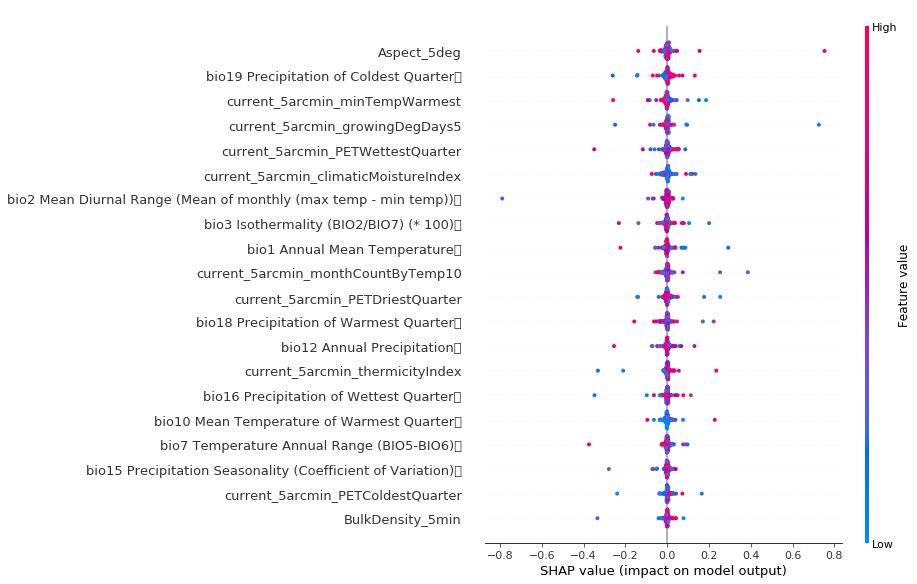 High
Aspect_5deg
bio19 Precipitation of Coldest Quarter
current_5arcmin_minTempWarmest
current_5arcmin_growingDegDays5
current_5arcmin_PETWettestQuarter
current_5arcmin_climaticMoistureIndex
bio2 Mean Diurnal Range (Mean of monthly (max temp - min temp))
bio3 Isothermality (BIO2/BIO7) (* 100)
bio1 Annual Mean Temperature
current_5arcmin_monthCountByTemp10
current_5arcmin_PETDriestQuarter
bio18 Precipitation of Warmest Quarter
bio12 Annual Precipitation
current_5arcmin_thermicityIndex
bio16 Precipitation of Wettest Quarter
bio10 Mean Temperature of Warmest Quarter
bio7 Temperature Annual Range (BIO5-BIO6)
bio15 Precipitation Seasonality (Coefficient of Variation)
current_5arcmin_PETColdestQuarter
BulkDensity_5min
Feature value
Low
−0.8 −0.6 −0.4 −0.2 0.0 0.2 0.4 0.6 0.8
SHAP value (impact on model output)